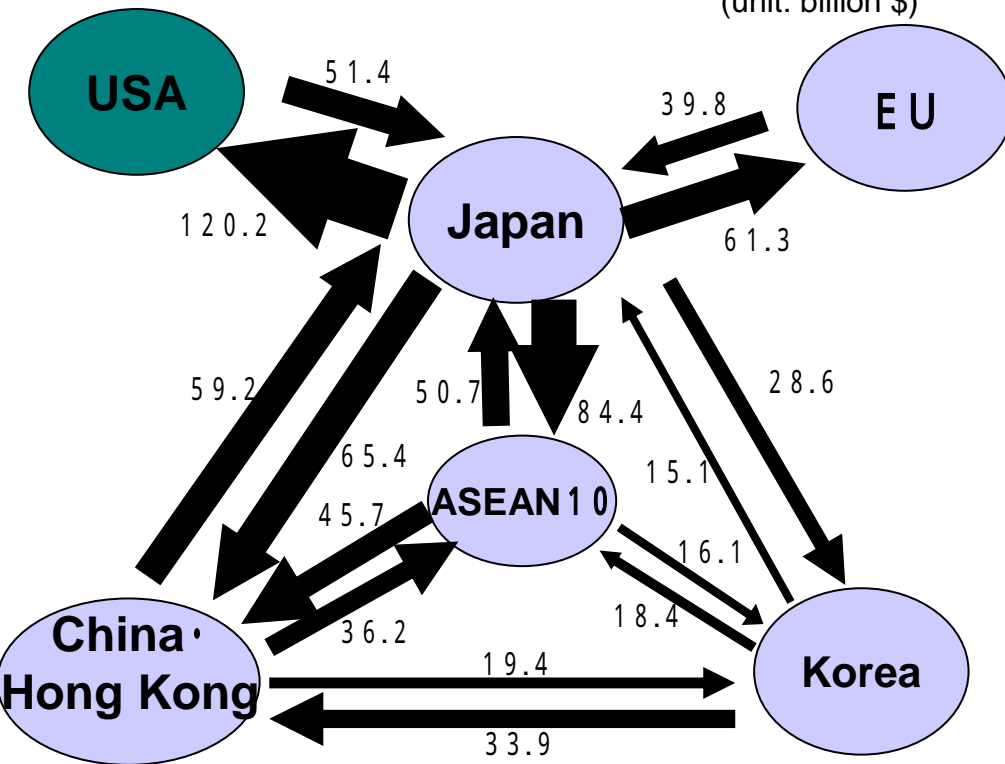 (unit: billion $)
USA
51.4
39.8
EU
120.2
Japan
61.3
59.2
50.7
84.4
28.6
65.4
45.7
ASEAN10
15.1
16.1
36.2
18.4
China・
Hong Kong
19.4
Korea
33.9